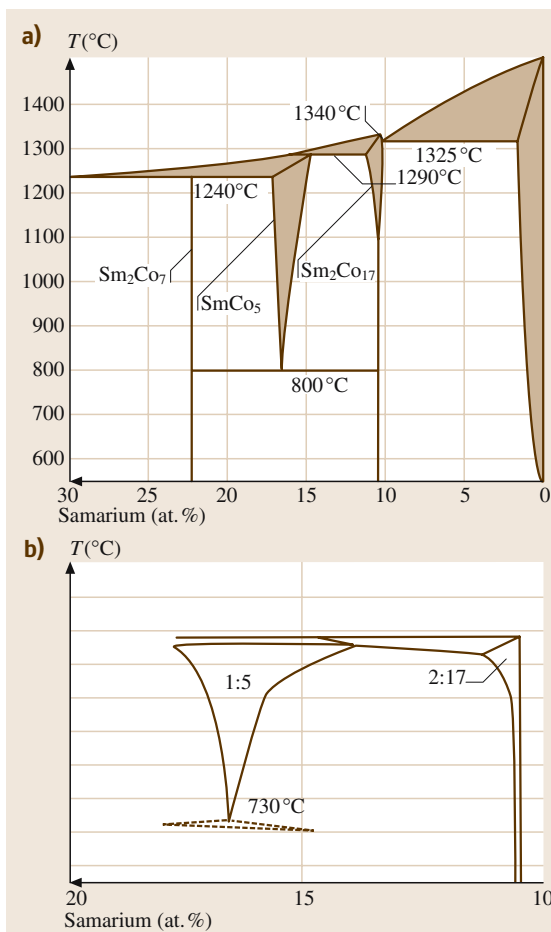 a) T(°C)
1400
1340 °C
1300
1325 °C
1200
1240 °C
1290 °C
1100
Sm₂Co₇
Sm₂Co₁₇
1000
SmCo₅
900
800
800 °C
700
600
30 25 20 15 10 5 0
Samarium (at. %)
b) T(°C)
1:5
2:17
730 °C
20 15 10
Samarium (at. %)